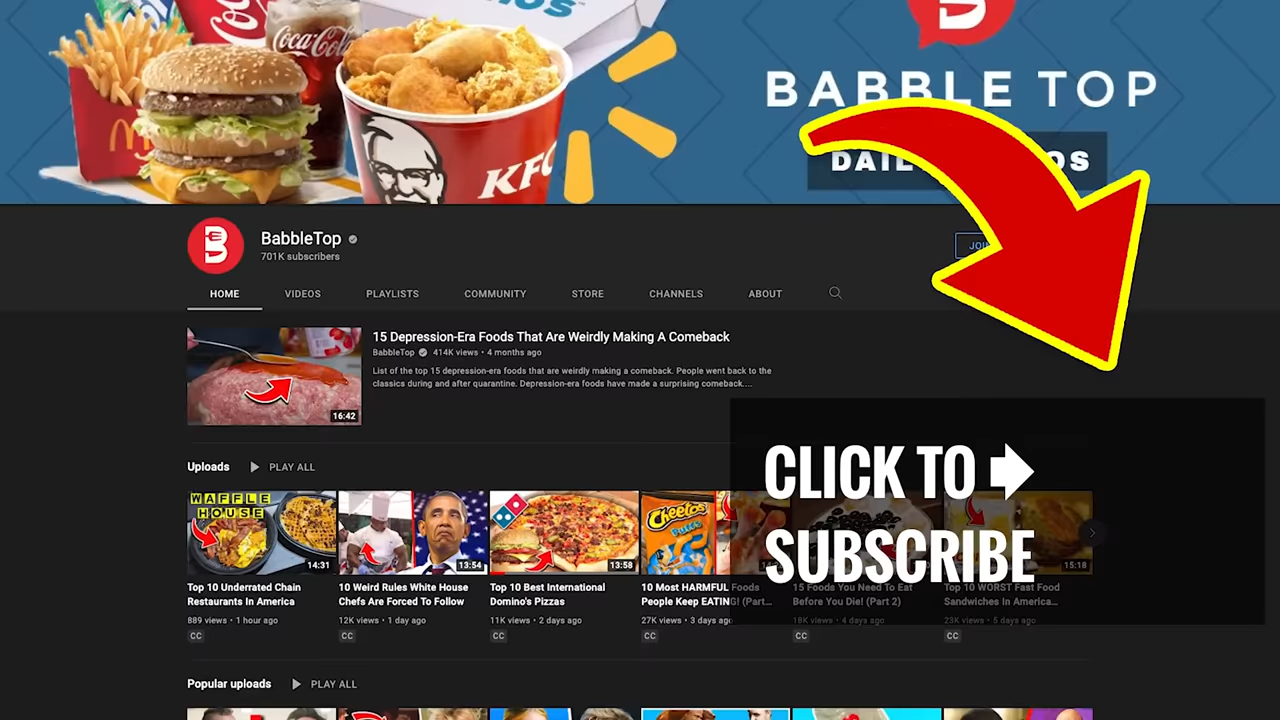 Coca-Cola
KFC
BABBLE TOP
BabbleTop
701K subscribers
HOME VIDEOS PLAYLISTS COMMUNITY STORE CHANNELS ABOUT
15 Depression-Era Foods That Are Weirdly Making A Comeback
BabbleTop 414K views • 4 months ago
List of the top 15 depression-era foods that are weirdly making a comeback. People went back to the
classics during and after quarantine. Depression-era foods have made a surprising comeback....
16:42
CLICK TO
SUBSCRIBE
Uploads PLAY ALL
WAFFLE
HOUSE
Cheetos
14:31 13:54 13:58 15:18
Top 10 Underrated Chain
Restaurants In America
889 views • 1 hour ago
CC
10 Weird Rules White House
Chefs Are Forced To Follow
12K views • 1 day ago
CC
Top 10 Best International
Domino's Pizzas
11K views • 2 days ago
CC
10 Most HARMFUL Foods
People Keep EATING! (Part...
27K views • 3 days ago
CC
15 Foods You Need To Eat
Before You Die! (Part 2)
18K views • 4 days ago
CC
Top 10 WORST Fast Food
Sandwiches In America...
23K views • 5 days ago
CC
Popular uploads PLAY ALL